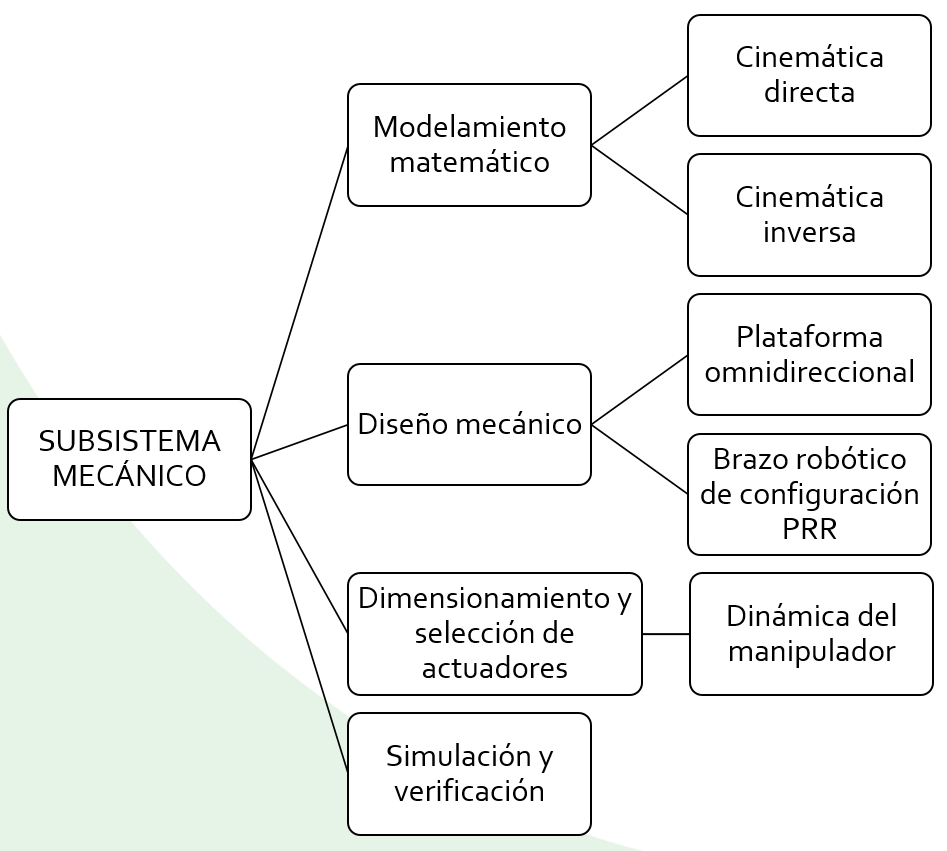 SUBSISTEMA
MECÁNICO
Modelamiento
matemático
Cinemática
directa
Cinemática
inversa
Diseño mecánico
Plataforma
omnidireccional
Brazo robótico
de configuración
PRR
Dimensionamiento y
selección de
actuadores
Dinámica del
manipulador
Simulación y
verificación